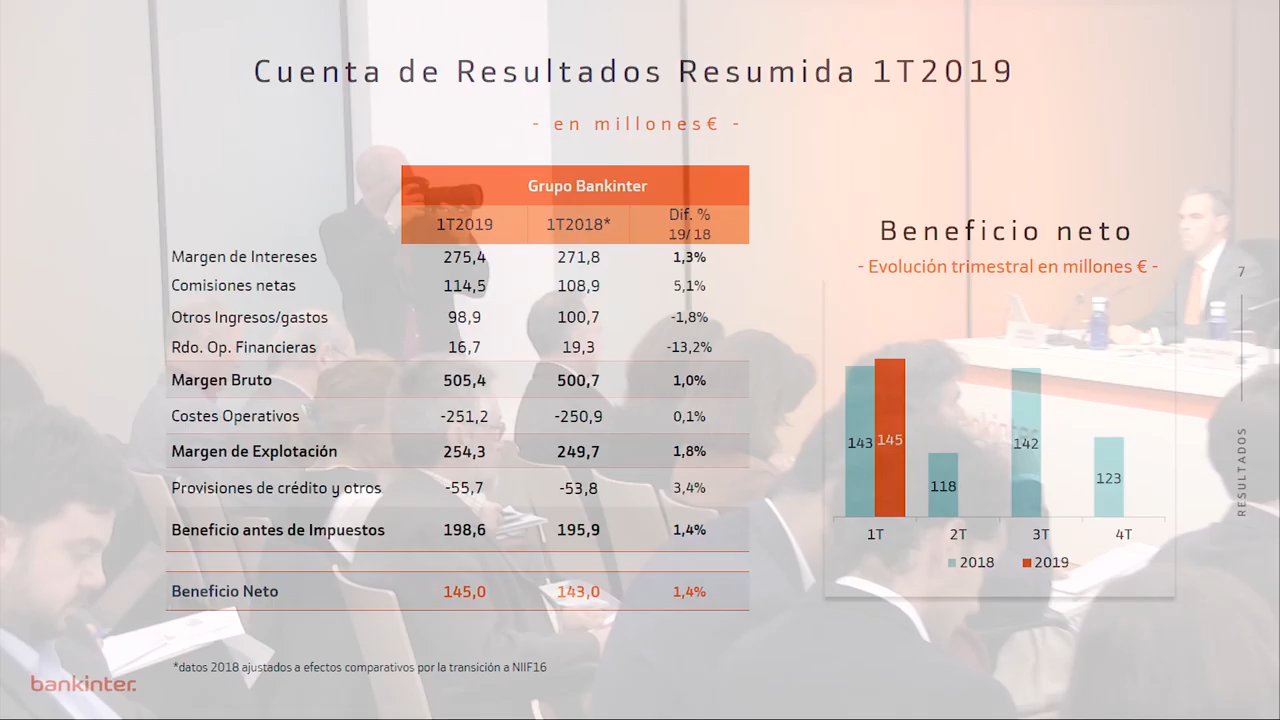 Cuenta de Resultados Resumida 1T2019
- en millones€ -
Grupo Bankinter
1T2019 1T2018* Dif. %
19/18
Margen de Intereses 275,4 271,8 1,3%
Comisiones netas 114,5 108,9 5,1%
Otros Ingresos/gastos 98,9 100,7 -1,8%
Rdo. Op. Financieras 16,7 19,3 -13,2%
Margen Bruto 505,4 500,7 1,0%
Costes Operativos -251,2 -250,9 0,1%
Margen de Explotación 254,3 249,7 1,8%
Provisiones de crédito y otros -55,7 -53,8 3,4%
Beneficio antes de Impuestos 198,6 195,9 1,4%
Beneficio Neto 145,0 143,0 1,4%
*datos 2018 ajustados a efectos comparativos por la transición a NIIF16
bankinter.
Beneficio neto
- Evolución trimestral en millones € -
143 145 118 142 123
1T 2T 3T 4T
2018 2019
7
RESULTADOS